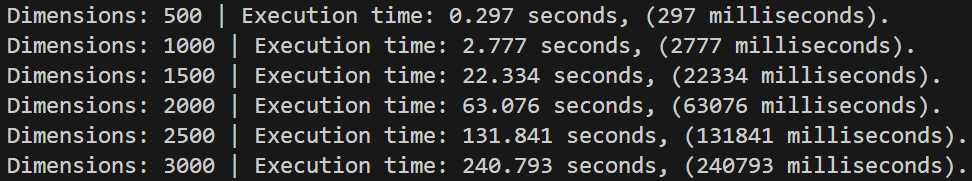 Dimensions: 500 | Execution time: 0.297 seconds, (297 milliseconds).
Dimensions: 1000 | Execution time: 2.777 seconds, (2777 milliseconds).
Dimensions: 1500 | Execution time: 22.334 seconds, (22334 milliseconds).
Dimensions: 2000 | Execution time: 63.076 seconds, (63076 milliseconds).
Dimensions: 2500 | Execution time: 131.841 seconds, (131841 milliseconds).
Dimensions: 3000 | Execution time: 240.793 seconds, (240793 milliseconds).